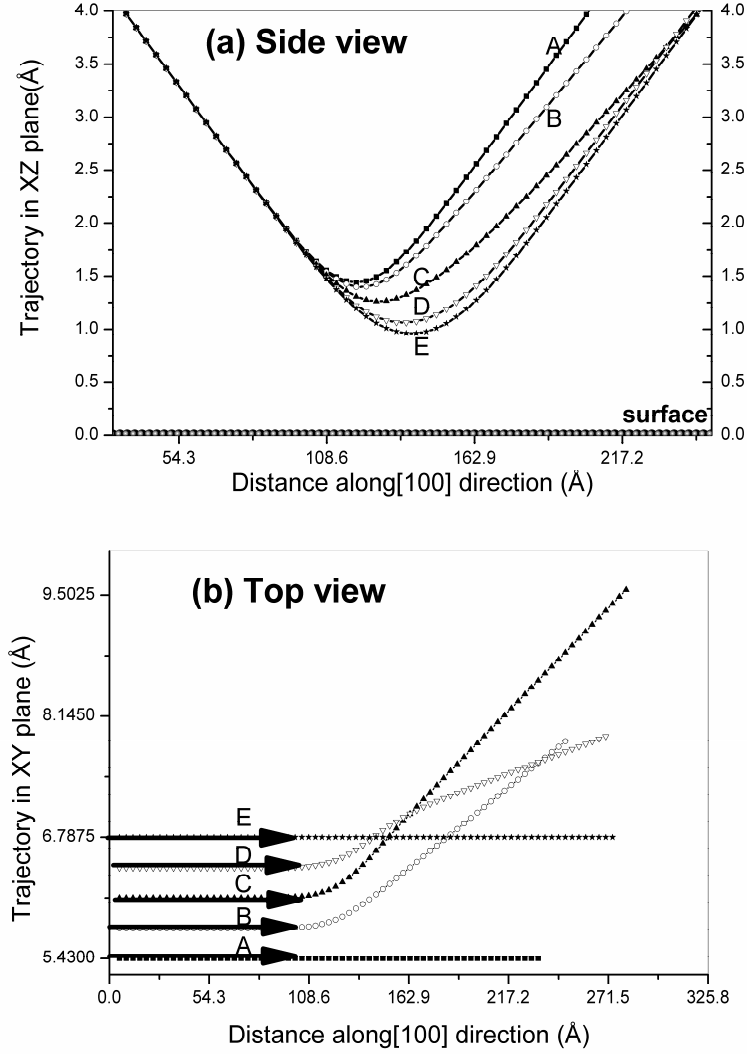 (a) Side view
4.0
3.5
3.0
2.5
2.0
1.5
1.0
0.5
0.0
Trajectory in XZ plane(Å)
A
B
C
D
E
surface
4.0
3.5
3.0
2.5
2.0
1.5
1.0
0.5
0.0
54.3 108.6 162.9 217.2
Distance along[100] direction (Å)
(b) Top view
9.5025
8.1450
6.7875
5.4300
Trajectory in XY plane (Å)
E
D
C
B
A
0.0 54.3 108.6 162.9 217.2 271.5 325.8
Distance along[100] direction (Å)